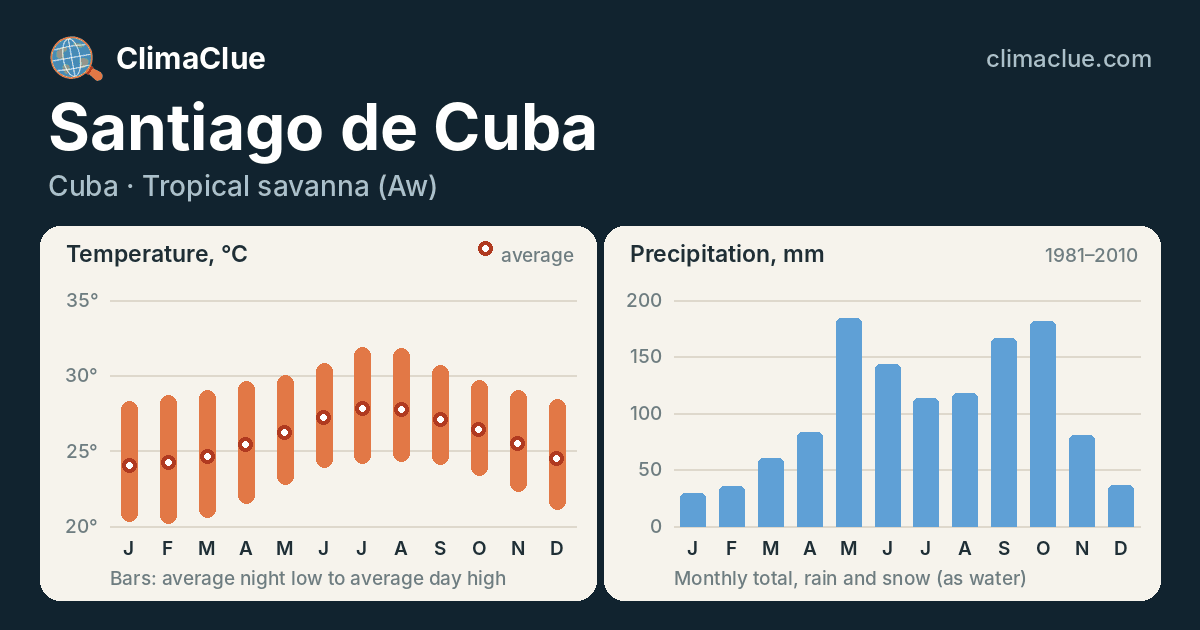 ClimaClue
climaclue.com
Santiago de Cuba
Cuba · Tropical savanna (Aw)
Temperature, °C
average
35°
30°
25°
20°
J F M A M J J A S O N D
Bars: average night low to average day high
Precipitation, mm
1981–2010
200
150
100
50
0
J F M A M J J A S O N D
Monthly total, rain and snow (as water)